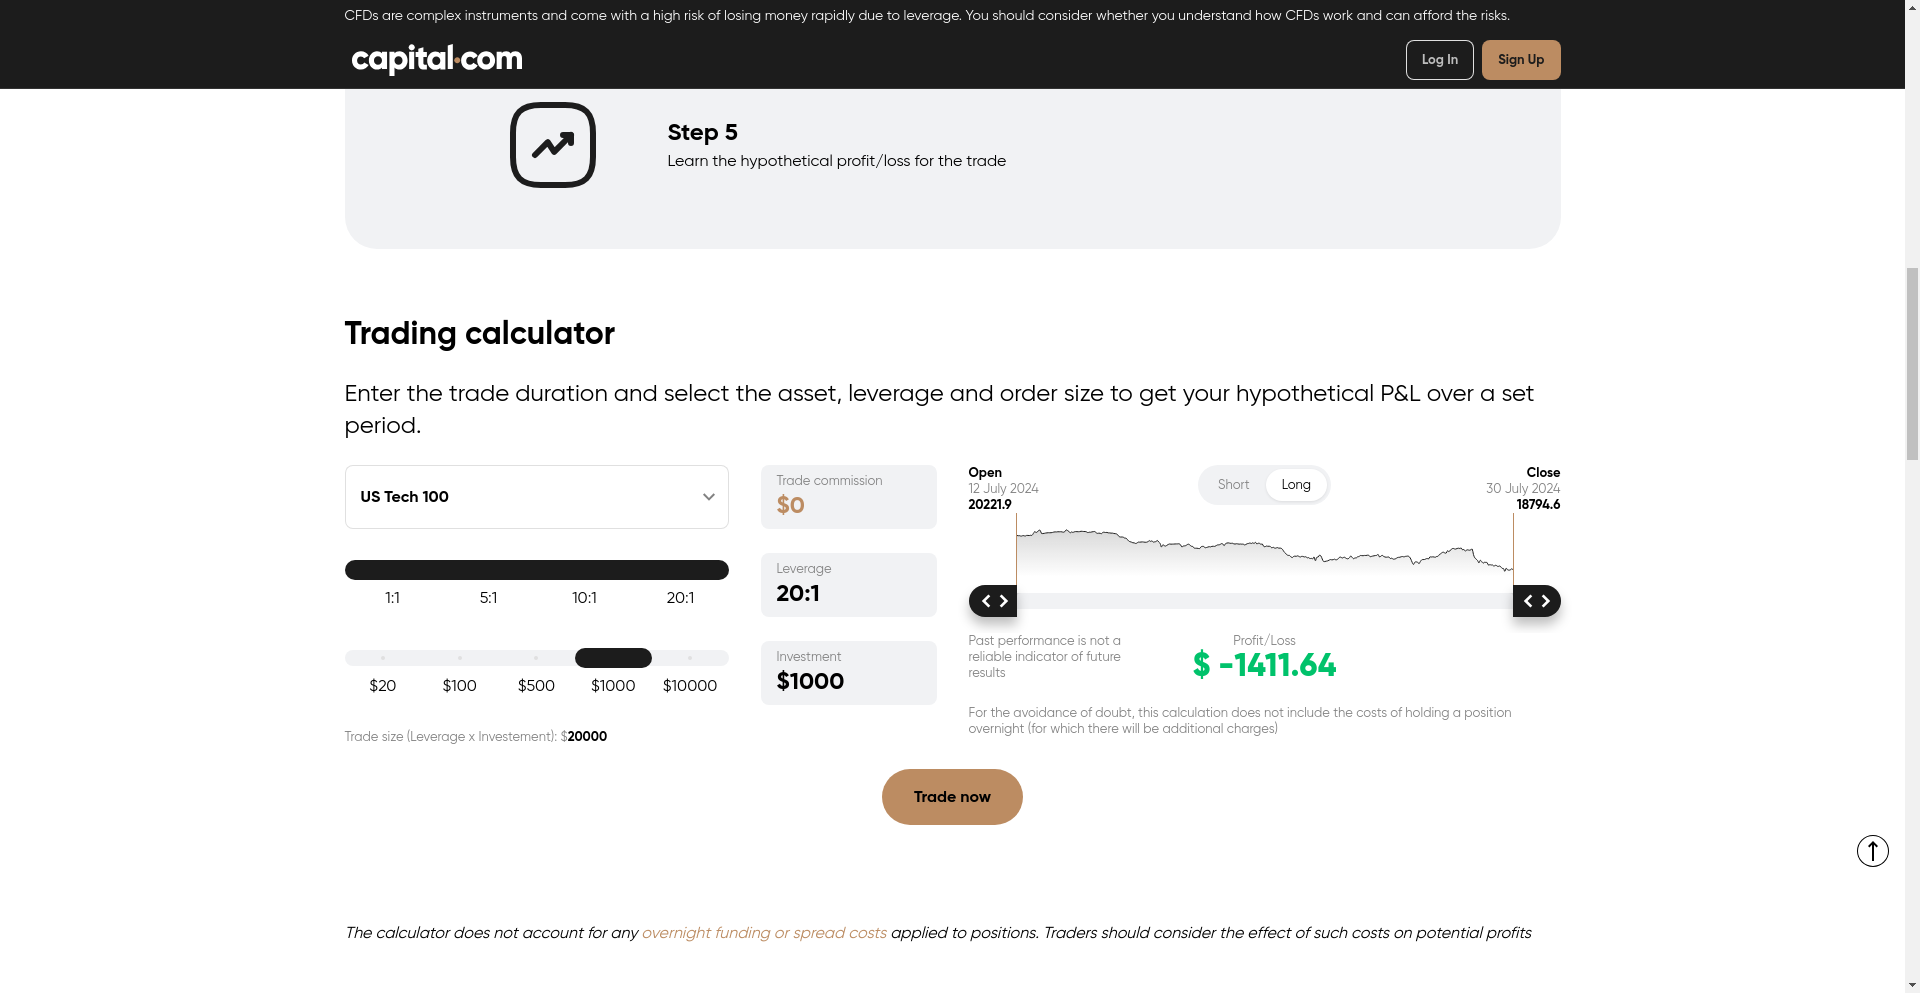 CFDs are complex instruments and come with a high risk of losing money rapidly due to leverage. You should consider whether you understand how CFDs work and can afford the risks.
capital.com
Log In
Sign Up
Step 5
Learn the hypothetical profit/loss for the trade
Trading calculator
Enter the trade duration and select the asset, leverage and order size to get your hypothetical P&L over a set
period.
US Tech 100
1:1
5:1
10:1
20:1
$20
$100
$500
$1000
$10000
Trade size (Leverage x Investement): $20000
Trade commission
$0
Leverage
20:1
Investment
$1000
Open
12 July 2024
20221.9
Short
Long
Close
30 July 2024
18794.6
Past performance is not a
reliable indicator of future
results
Profit/Loss
$ -1411.64
For the avoidance of doubt, this calculation does not include the costs of holding a position
overnight (for which there will be additional charges)
Trade now
The calculator does not account for any overnight funding or spread costs applied to positions. Traders should consider the effect of such costs on potential profits